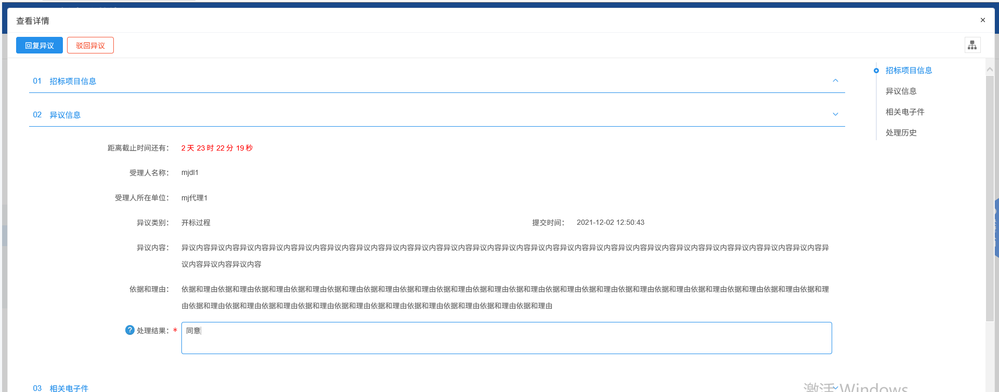 查看详情
×
回复异议
驳回异议
01 招标项目信息
02 异议信息
距离截止时间还有：
2 天 23 时 22 分 19 秒
受理人名称：
mjdl1
受理人所在单位：
mj代理1
异议类别：
开标过程
提交时间：
2021-12-02 12:50:43
异议内容：
异议内容异议内容异议内容异议内容异议内容异议内容异议内容异议内容异议内容异议内容异议内容异议内容异议内容异议内容异议内容异议内容异议内容异议内容异议内容异议内容异议内容异议内容异
议内容异议内容异议内容
依据和理由：
依据和理由依据和理由依据和理由依据和理由依据和理由依据和理由依据和理由依据和理由依据和理由依据和理由依据和理由依据和理由依据和理由依据和理由依据和理由依据和理由依据和理由依据和理
由依据和理由依据和理由依据和理由依据和理由依据和理由依据和理由依据和理由依据和理由依据和理由依据和理由
? 处理结果：*
同意
03 相关电子件
招标项目信息
异议信息
相关电子件
处理历史
激活 Windows